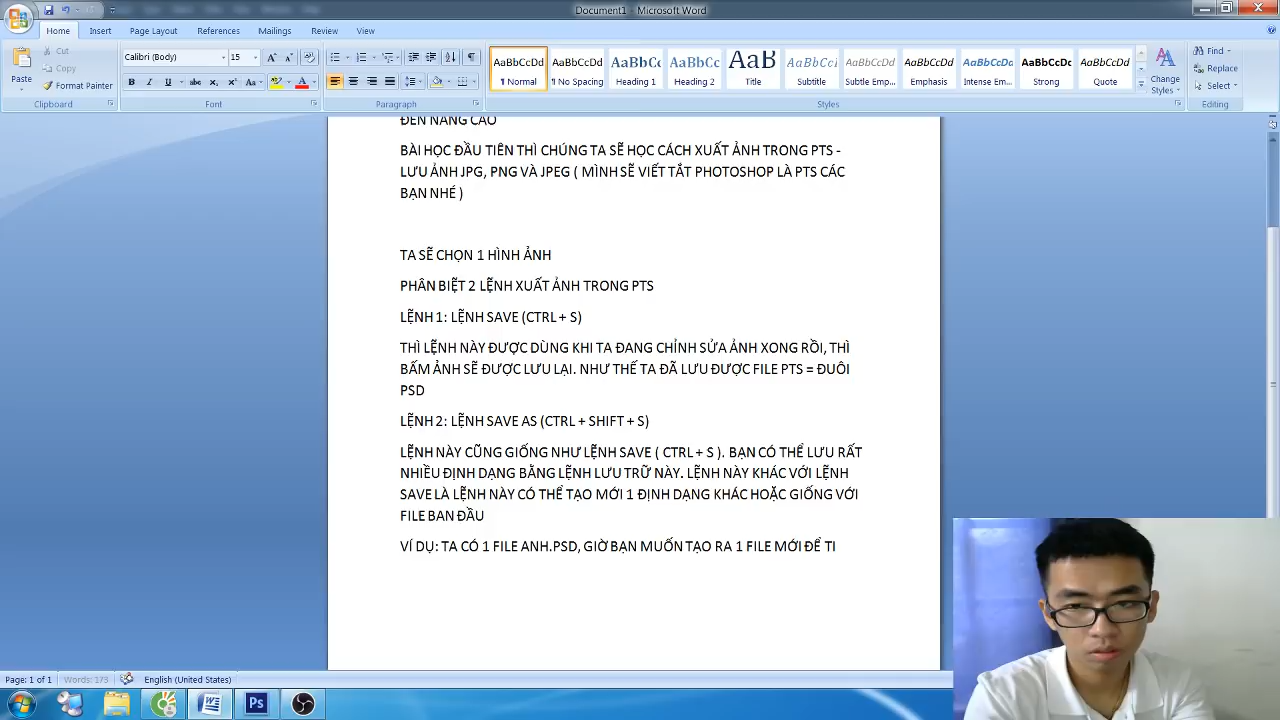 Document1 - Microsoft Word
Home Insert Page Layout References Mailings Review View
Paste
Cut
Copy
Format Painter
Clipboard
Calibri (Body) 15
Font
Paragraph
AaBbCcDd AaBbCcDd AaBbCc AaBbCc AaB AaBbCcDd AaBbCcDd AaBbCcDd AaBbCcDd AaBbCcDd AaBbCcDd
¶ Normal ¶ No Spacing Heading 1 Heading 2 Title Subtitle Subtle Emp... Emphasis Intense Em... Strong Quote
Styles
Change
Styles
Find
Replace
Select
Editing
ĐẾN NÂNG CAO
BÀI HỌC ĐẦU TIÊN THÌ CHÚNG TA SẼ HỌC CÁCH XUẤT ẢNH TRONG PTS -
LƯU ẢNH JPG, PNG VÀ JPEG ( MÌNH SẼ VIẾT TẮT PHOTOSHOP LÀ PTS CÁC
BẠN NHÉ )
TA SẼ CHỌN 1 HÌNH ẢNH
PHÂN BIỆT 2 LỆNH XUẤT ẢNH TRONG PTS
LỆNH 1: LỆNH SAVE (CTRL + S)
THÌ LỆNH NÀY ĐƯỢC DÙNG KHI TA ĐANG CHỈNH SỬA ẢNH XONG RỒI, THÌ
BẤM ẢNH SẼ ĐƯỢC LƯU LẠI. NHƯ THẾ TA ĐÃ LƯU ĐƯỢC FILE PTS = ĐUÔI
PSD
LỆNH 2: LỆNH SAVE AS (CTRL + SHIFT + S)
LỆNH NÀY CŨNG GIỐNG NHƯ LỆNH SAVE ( CTRL + S ). BẠN CÓ THỂ LƯU RẤT
NHIỀU ĐỊNH DẠNG BẰNG LỆNH LƯU TRỮ NÀY. LỆNH NÀY KHÁC VỚI LỆNH
SAVE LÀ LỆNH NÀY CÓ THỂ TẠO MỚI 1 ĐỊNH DẠNG KHÁC HOẶC GIỐNG VỚI
FILE BAN ĐẦU
VÍ DỤ: TA CÓ 1 FILE ANH.PSD, GIỜ BẠN MUỐN TẠO RA 1 FILE MỚI ĐỂ TI
Page: 1 of 1 Words: 173 English (United States)
Ps